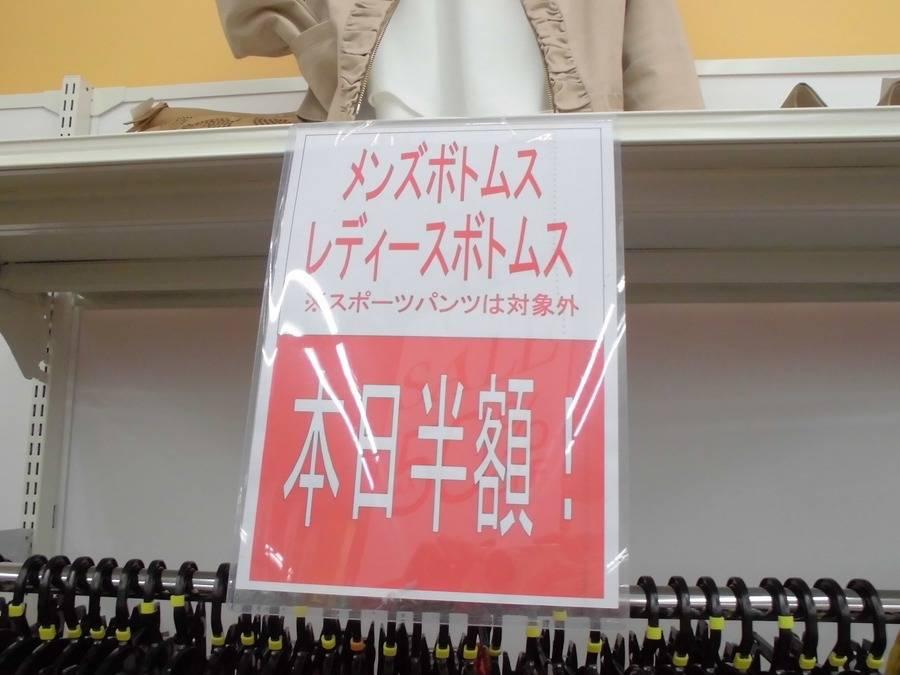 メンズボトムス
レディースボトムス
※スポーツパンツは対象外
本日半額！